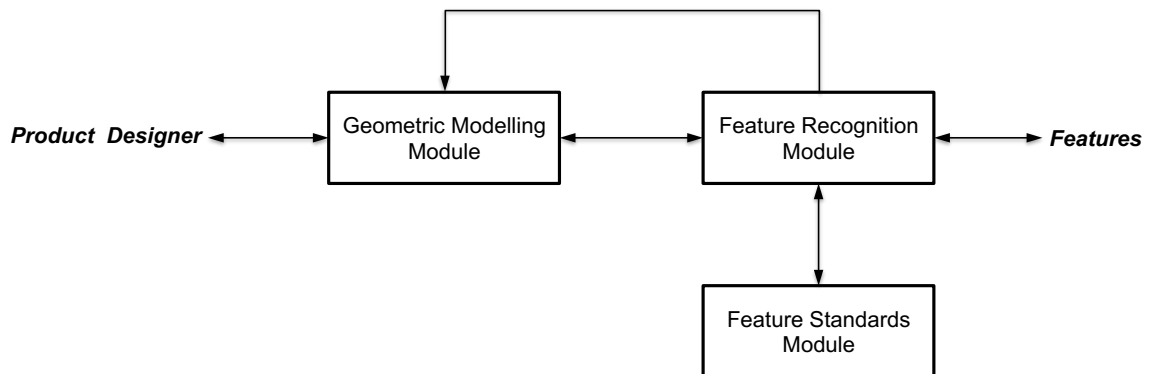 Product Designer
Geometric Modelling
Module
Feature Recognition
Module
Features
Feature Standards
Module